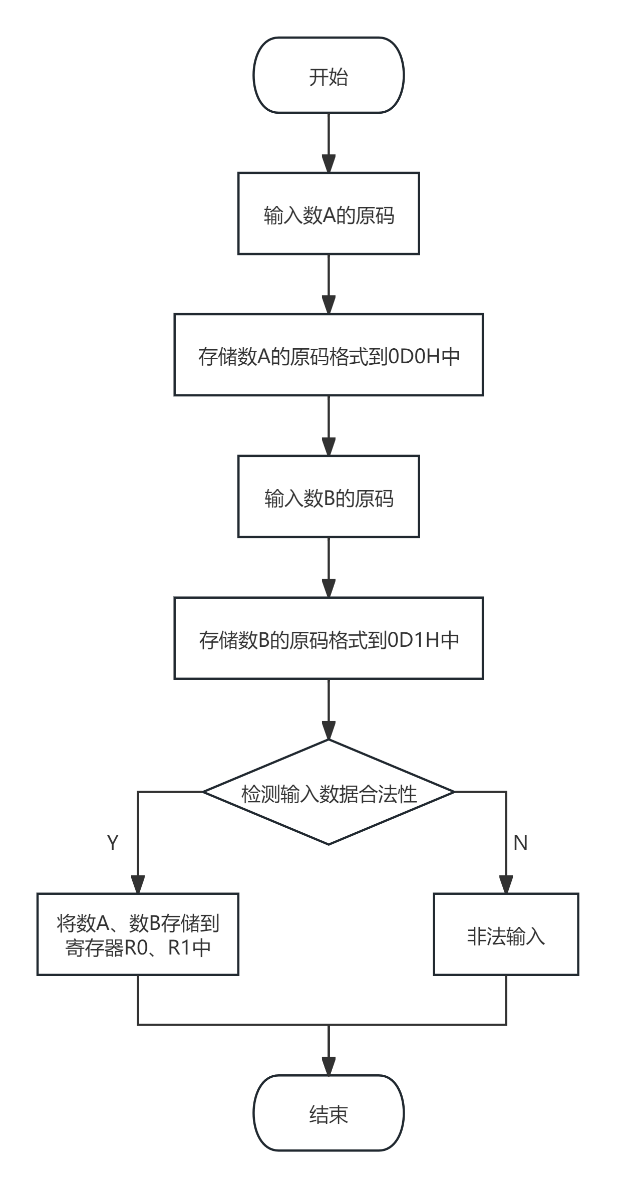 开始
输入数A的原码
存储数A的原码格式到0D0H中
输入数B的原码
存储数B的原码格式到0D1H中
检测输入数据合法性
Y
N
将数A、数B存储到
寄存器R0、R1中
非法输入
结束